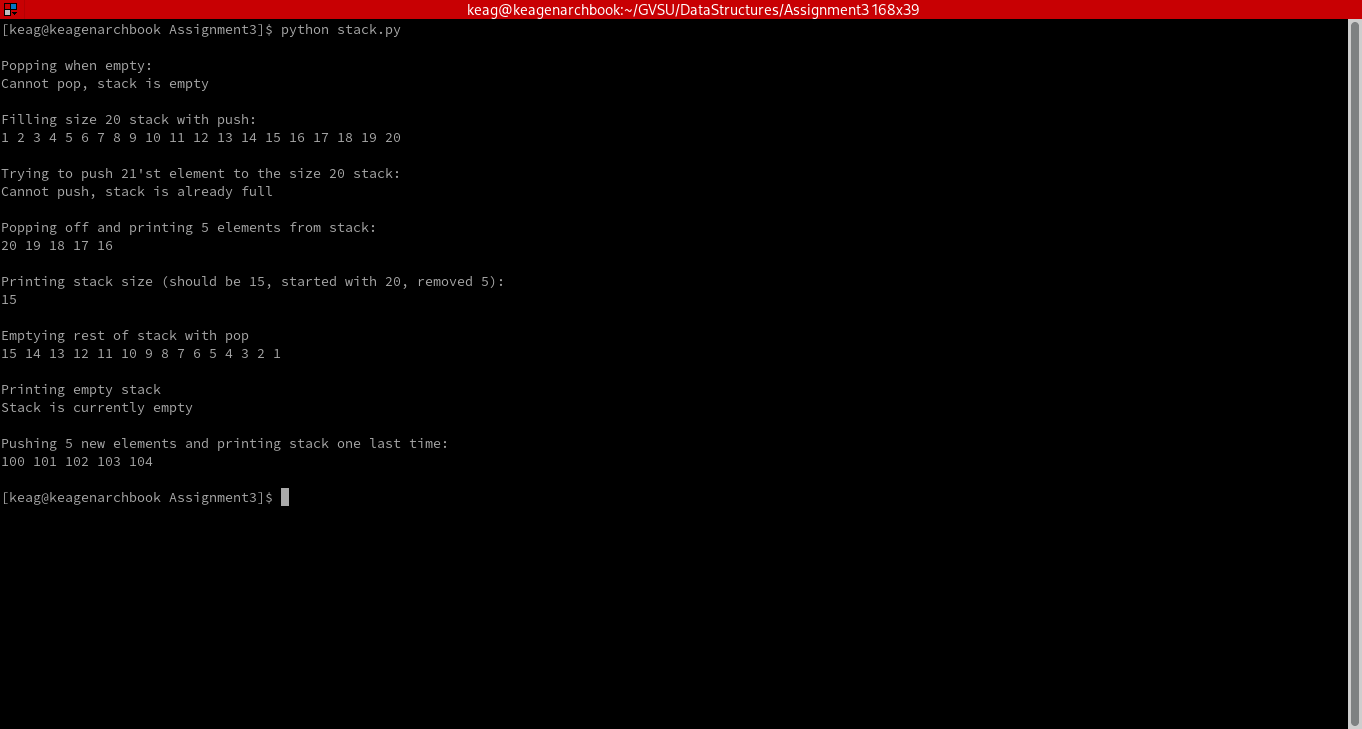 keag@keagenarchbook:~/GVSU/DataStructures/Assignment3 168x39
[keag@keagenarchbook Assignment3]$ python stack.py
Popping when empty:
Cannot pop, stack is empty
Filling size 20 stack with push:
1 2 3 4 5 6 7 8 9 10 11 12 13 14 15 16 17 18 19 20
Trying to push 21'st element to the size 20 stack:
Cannot push, stack is already full
Popping off and printing 5 elements from stack:
20 19 18 17 16
Printing stack size (should be 15, started with 20, removed 5):
15
Emptying rest of stack with pop
15 14 13 12 11 10 9 8 7 6 5 4 3 2 1
Printing empty stack
Stack is currently empty
Pushing 5 new elements and printing stack one last time:
100 101 102 103 104
[keag@keagenarchbook Assignment3]$